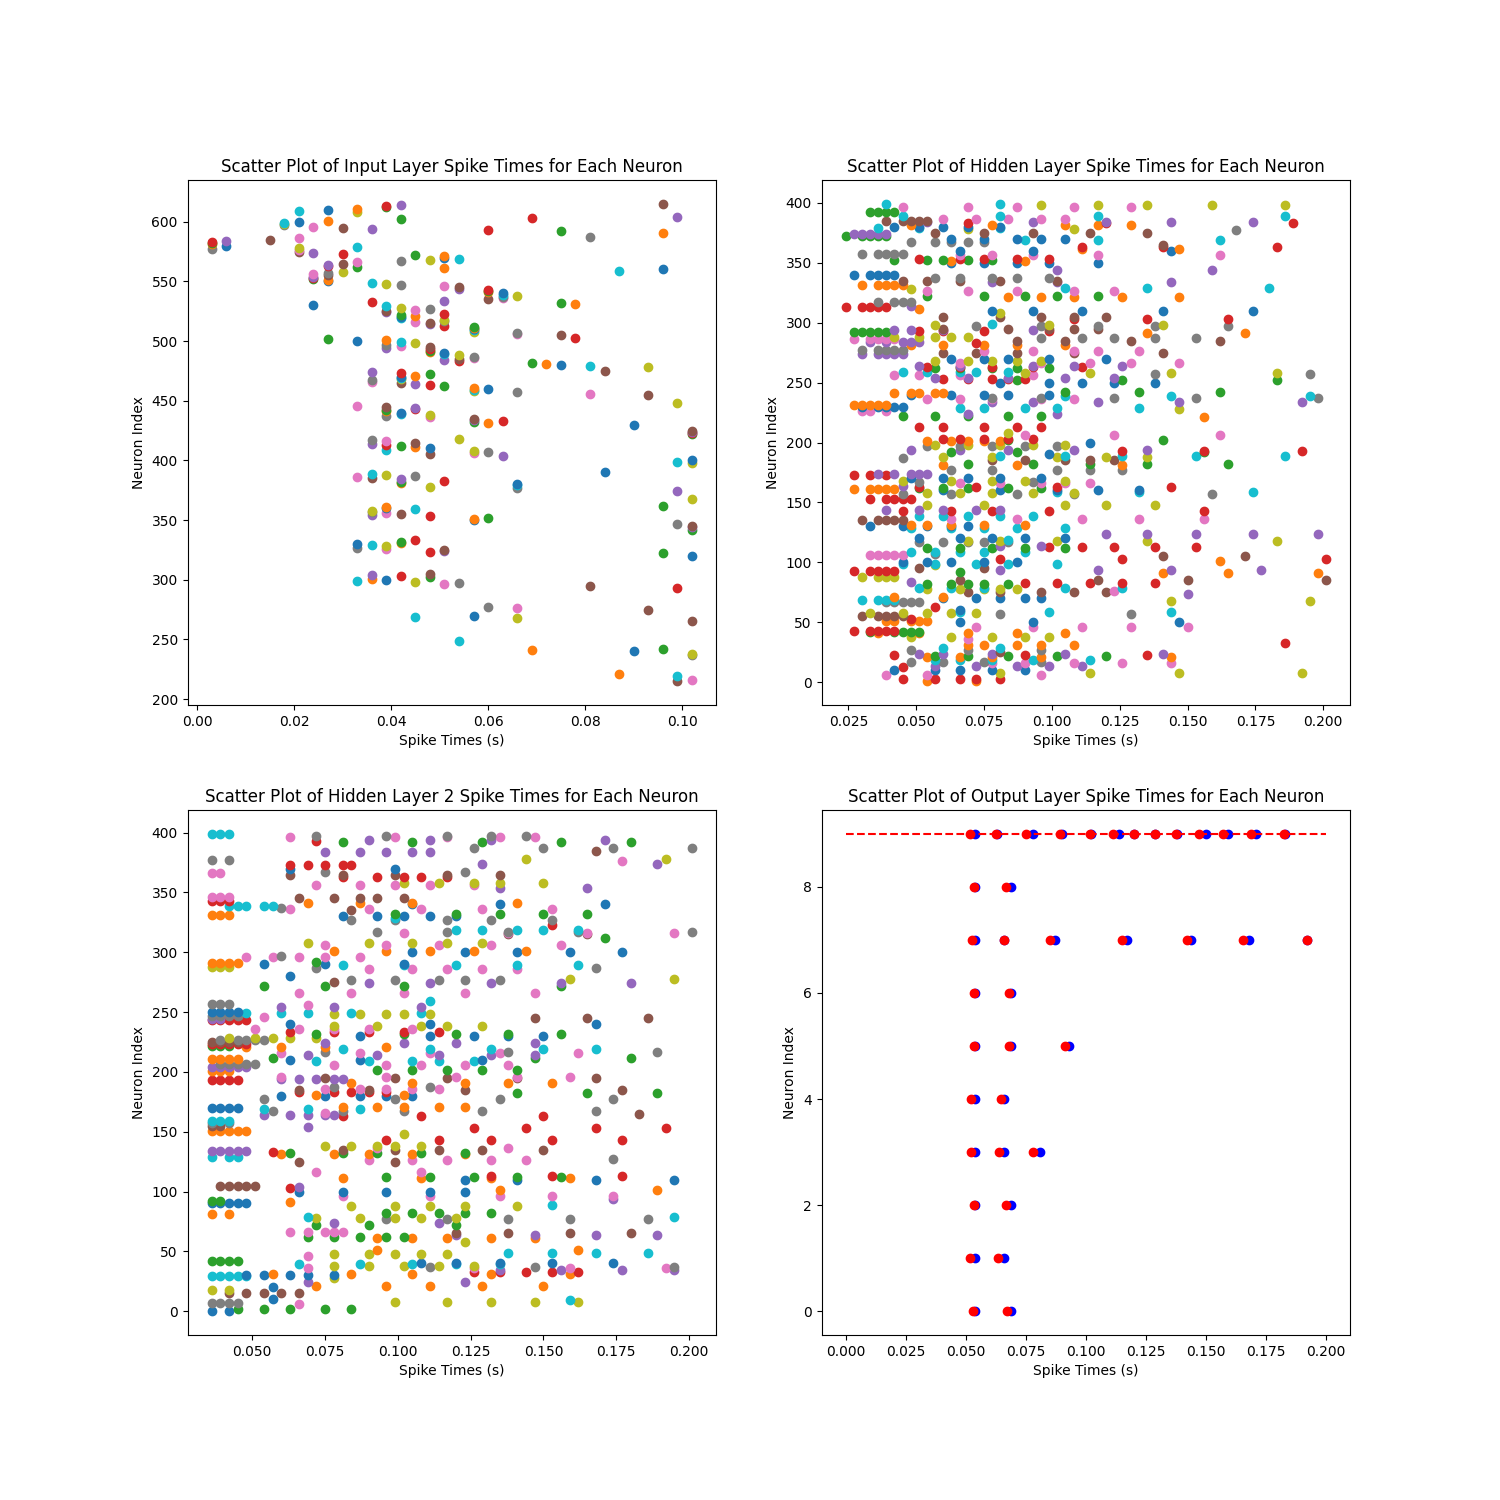 Scatter Plot of Input Layer Spike Times for Each Neuron
600
550
500
450
400
350
300
250
200
Neuron Index
0.00 0.02 0.04 0.06 0.08 0.10
Spike Times (s)
Scatter Plot of Hidden Layer Spike Times for Each Neuron
400
350
300
250
200
150
100
50
0
Neuron Index
0.025 0.050 0.075 0.100 0.125 0.150 0.175 0.200
Spike Times (s)
Scatter Plot of Hidden Layer 2 Spike Times for Each Neuron
400
350
300
250
200
150
100
50
0
Neuron Index
0.050 0.075 0.100 0.125 0.150 0.175 0.200
Spike Times (s)
Scatter Plot of Output Layer Spike Times for Each Neuron
8
6
4
2
0
Neuron Index
0.000 0.025 0.050 0.075 0.100 0.125 0.150 0.175 0.200
Spike Times (s)